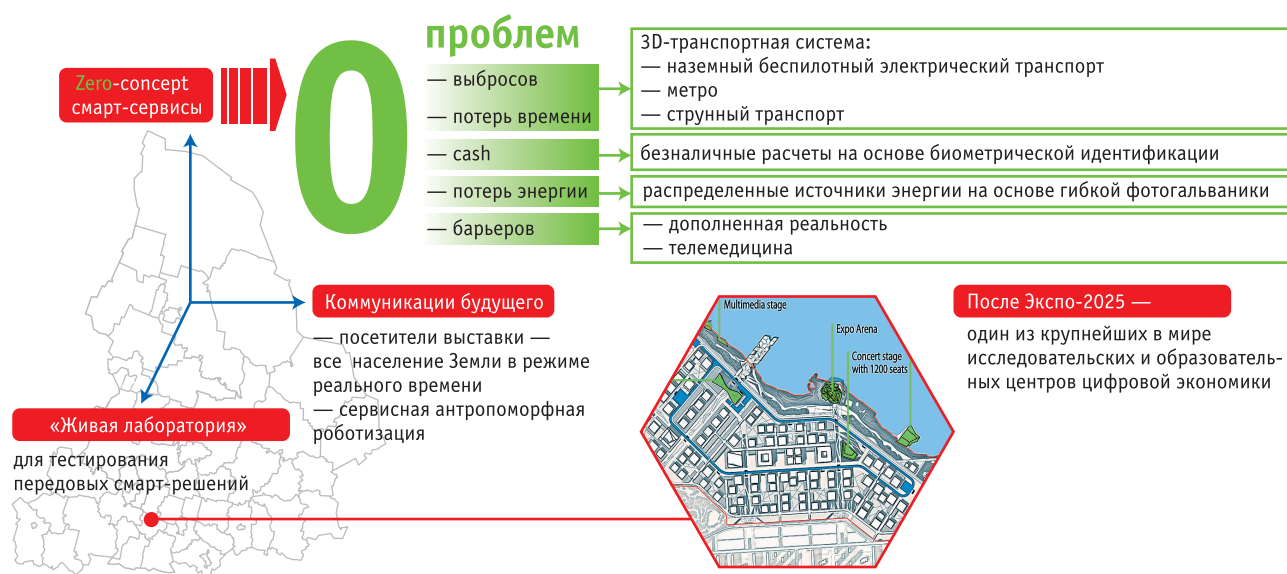 Zero-concept
смарт-сервисы
0
проблем
— выбросов
— потерь времени
— cash
— потерь энергии
— барьеров
3D-транспортная система:
— наземный беспилотный электрический транспорт
— метро
— струнный транспорт
безналичные расчеты на основе биометрической идентификации
распределенные источники энергии на основе гибкой фотогальваники
— дополненная реальность
— телемедицина
Коммуникации будущего
— посетители выставки —
все население Земли в режиме
реального времени
— сервисная антропоморфная
роботизация
«Живая лаборатория»
для тестирования
передовых смарт-решений
Multimedia stage
Expo Arena
Concert stage
with 1200 seats
После Экспо-2025 —
один из крупнейших в мире
исследовательских и образователь-
ных центров цифровой экономики